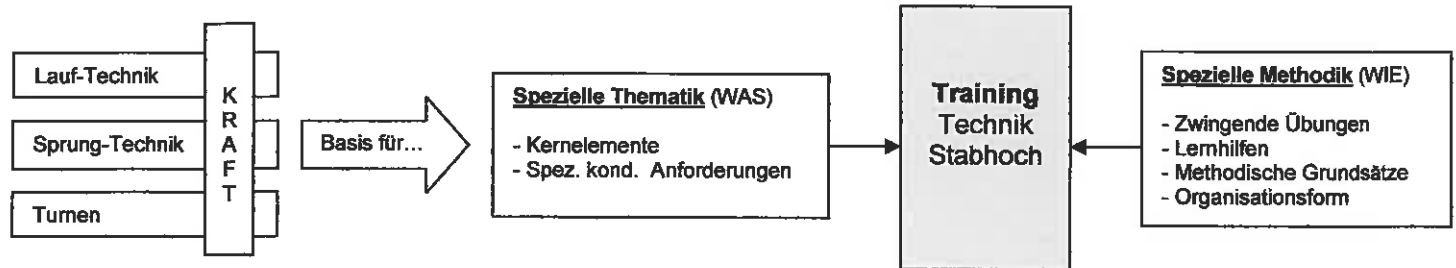 Lauf-Technik
Sprung-Technik
Turnen
KRAFT
Basis für...
Spezielle Thematik (WAS)
- Kernelemente
- Spez. kond. Anforderungen
Training
Technik
Stabhoch
Spezielle Methodik (WIE)
- Zwingende Übungen
- Lernhilfen
- Methodische Grundsätze
- Organisationsform